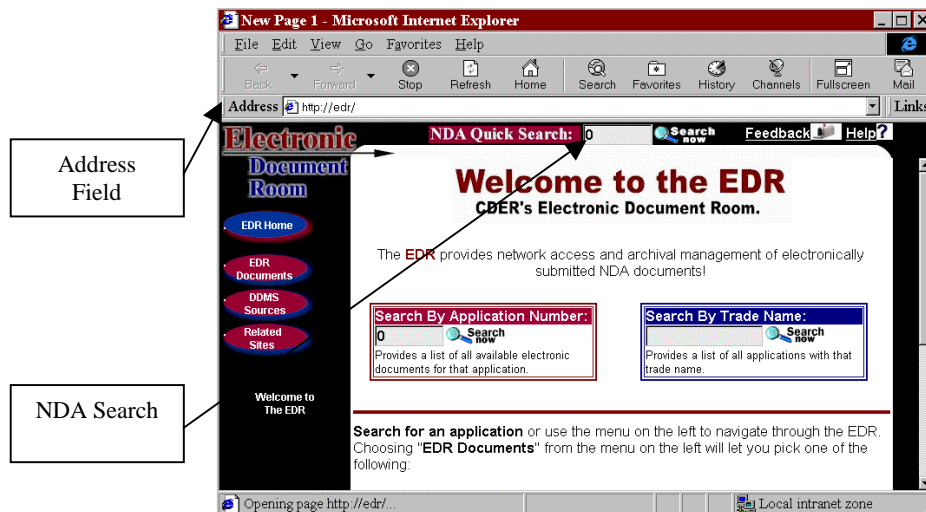 New Page 1 - Microsoft Internet Explorer
File Edit View Go Favorites Help
Back Forward Stop Refresh Home Search Favorites History Channels Fullscreen Mail
Address http://edr/ Links
Address
Field
Electronic
Document
Room
NDA Quick Search: 0 Search now Feedback Help?
Welcome to the EDR
CDER's Electronic Document Room.
EDR Home
EDR
Documents
DDMS
Sources
Related
Sites
Welcome to
The EDR
The EDR provides network access and archival management of electronically
submitted NDA documents!
Search By Application Number:
0 Search now
Provides a list of all available electronic
documents for that application.
Search By Trade Name:
Search now
Provides a list of all applications with that
trade name.
NDA Search
Search for an application or use the menu on the left to navigate through the EDR.
Choosing "EDR Documents" from the menu on the left will let you pick one of the
following:
Opening page http://edr/... Local intranet zone